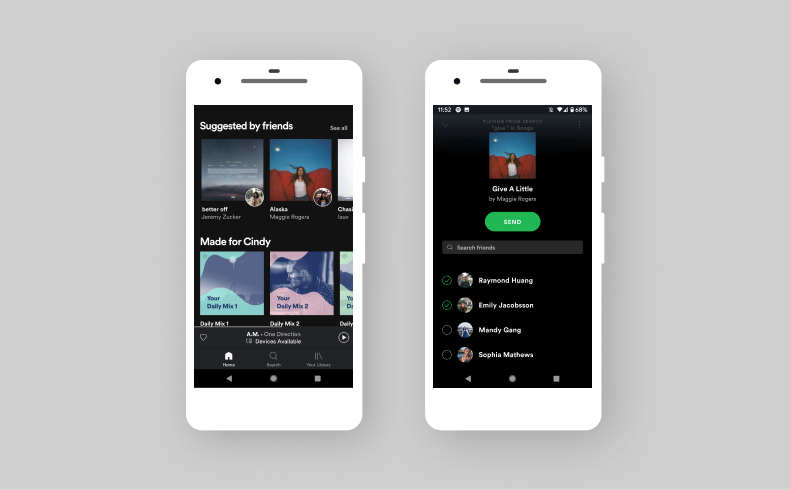 Suggested by friends
See all
better off
Jeremy Zucker
Alaska
Maggie Rogers
Chasi
lauv
Made for Cindy
Your
Daily Mix 1
Your
Daily Mix 2
Daily Mix 1
Daily Mix 2
A.M. • One Direction
Devices Available
Home
Search
Your Library
11:52
68%
PLAYING FROM SEARCH
"give " in Songs
Give A Little
by Maggie Rogers
SEND
Search friends
Raymond Huang
Emily Jacobsson
Mandy Gang
Sophia Mathews